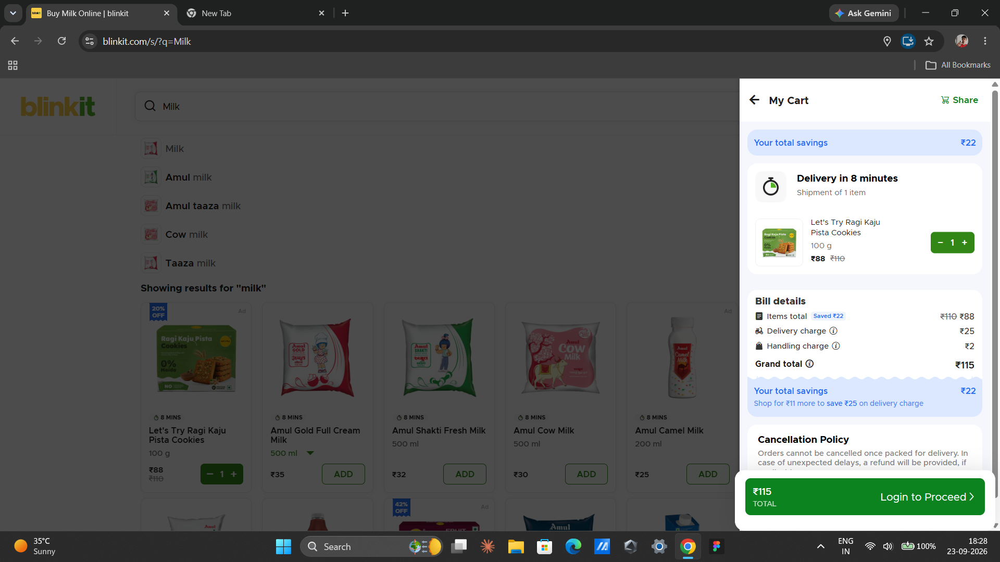 Buy Milk Online | blinkit
New Tab
Ask Gemini
blinkit.com/s/?q=Milk
All Bookmarks
blinkit
Milk
Milk
Amul milk
Amul taaza milk
Cow milk
Taaza milk
Showing results for "milk"
20% OFF
Ad
Ragi Kaju Pista
Cookies
0%
Maida
NO
8 MINS
Let's Try Ragi Kaju
Pista Cookies
100 g
₹88
₹110
− 1 +
Amul
GOLD
8 MINS
Amul Gold Full Cream
Milk
500 ml
₹35
ADD
Amul
SHAKTI
8 MINS
Amul Shakti Fresh Milk
500 ml
₹32
ADD
Amul
Cow
Milk
8 MINS
Amul Cow Milk
500 ml
₹30
ADD
Ad
Amul
Camel
Milk
8 MINS
Amul Camel Milk
200 ml
₹25
ADD
Amul
42% OFF
Ad
FRUIT
Amul
My Cart
Share
Your total savings ₹22
Delivery in 8 minutes
Shipment of 1 item
Let's Try Ragi Kaju
Pista Cookies
100 g
₹88 ₹110
− 1 +
Bill details
Items total Saved ₹22 ₹110 ₹88
Delivery charge ₹25
Handling charge ₹2
Grand total ₹115
Your total savings ₹22
Shop for ₹11 more to save ₹25 on delivery charge
Cancellation Policy
Orders cannot be cancelled once packed for delivery. In
case of unexpected delays, a refund will be provided, if
₹115
TOTAL
Login to Proceed
35°C
Sunny
Search
ENG
IN
100%
18:28
23-09-2026